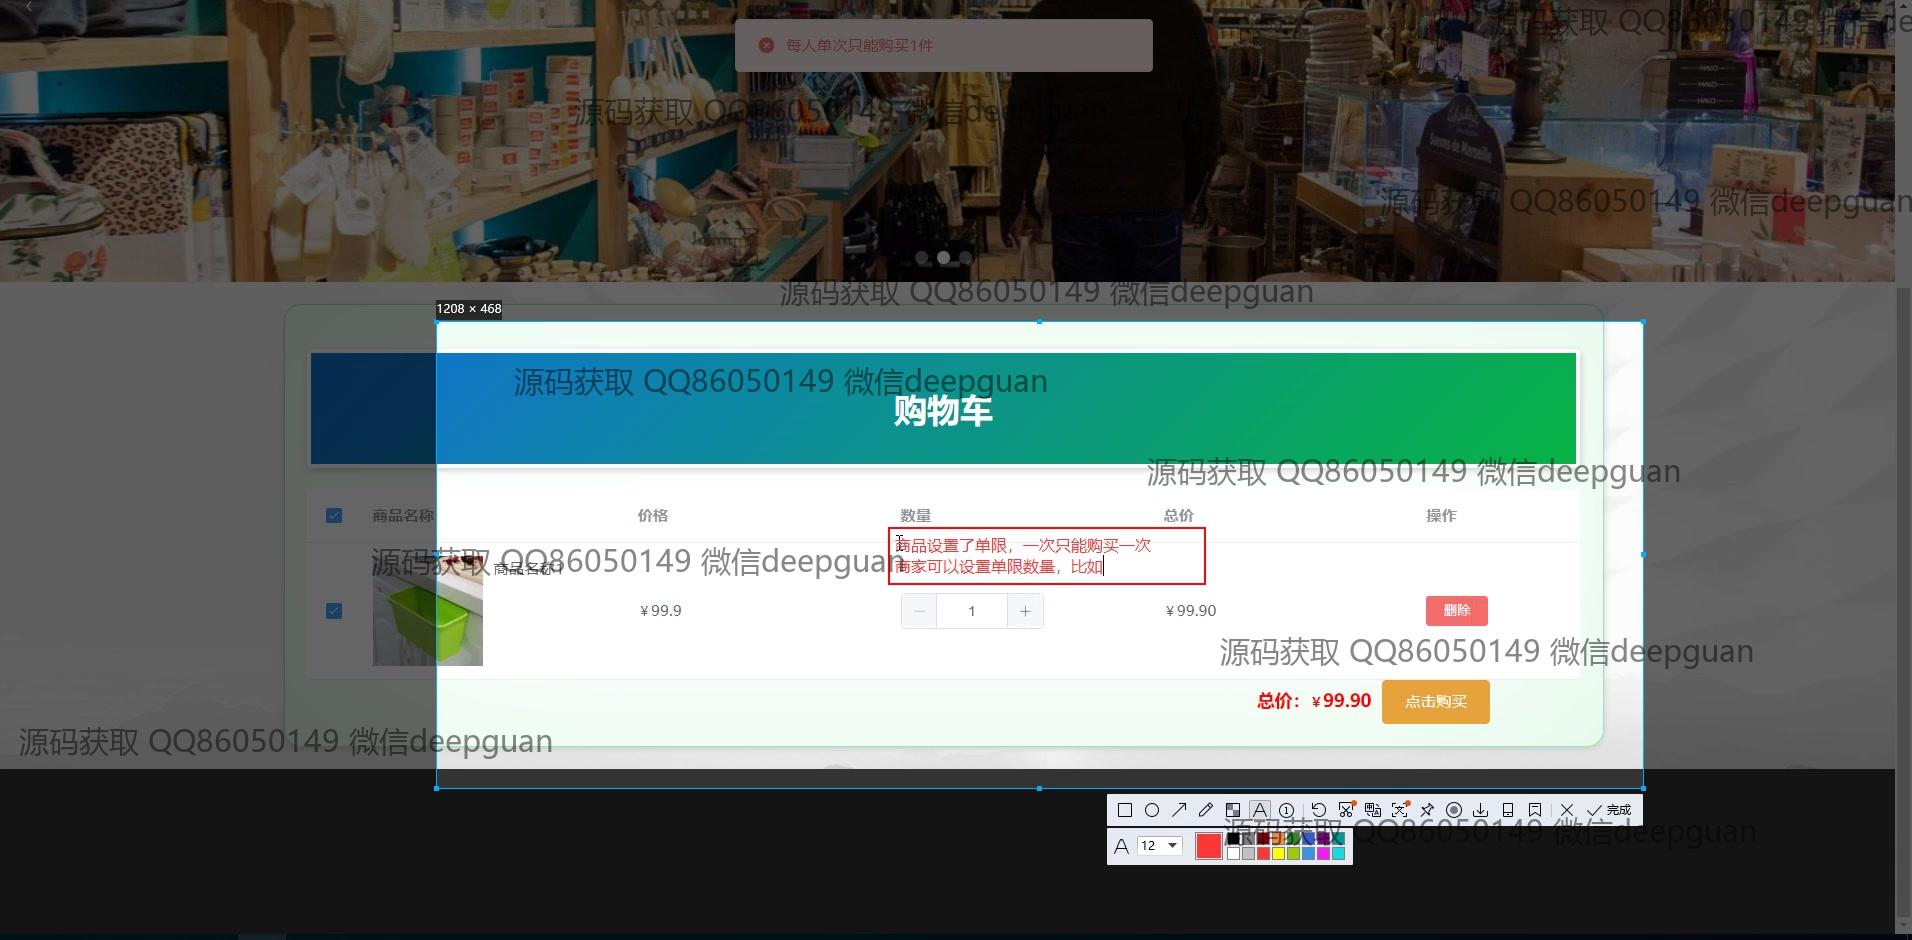 源码获取 QQ86050149 微信de
每人单次只能购买1件
HALO
HALO
HALO
源码获取 QQ86050149 微信deepguan
Savons de Marseille
源码获取 QQ86050149 微信deepguan
源码获取 QQ86050149 微信deepguan
1208 × 468
源码获取 QQ86050149 微信deepguan
购物车
源码获取 QQ86050149 微信deepguan
商品名称 价格 数量 总价 操作
商品设置了单限，一次只能购买一次
商家可以设置单限数量，比如
源码获取 QQ86050149 微信deepguan
商品名称1
￥99.9 − 1 + ￥99.90 删除
源码获取 QQ86050149 微信deepguan
总价：￥99.90 点击购买
源码获取 QQ86050149 微信deepguan
A 1 完成
源码获取 QQ86050149 微信deepguan
A 12